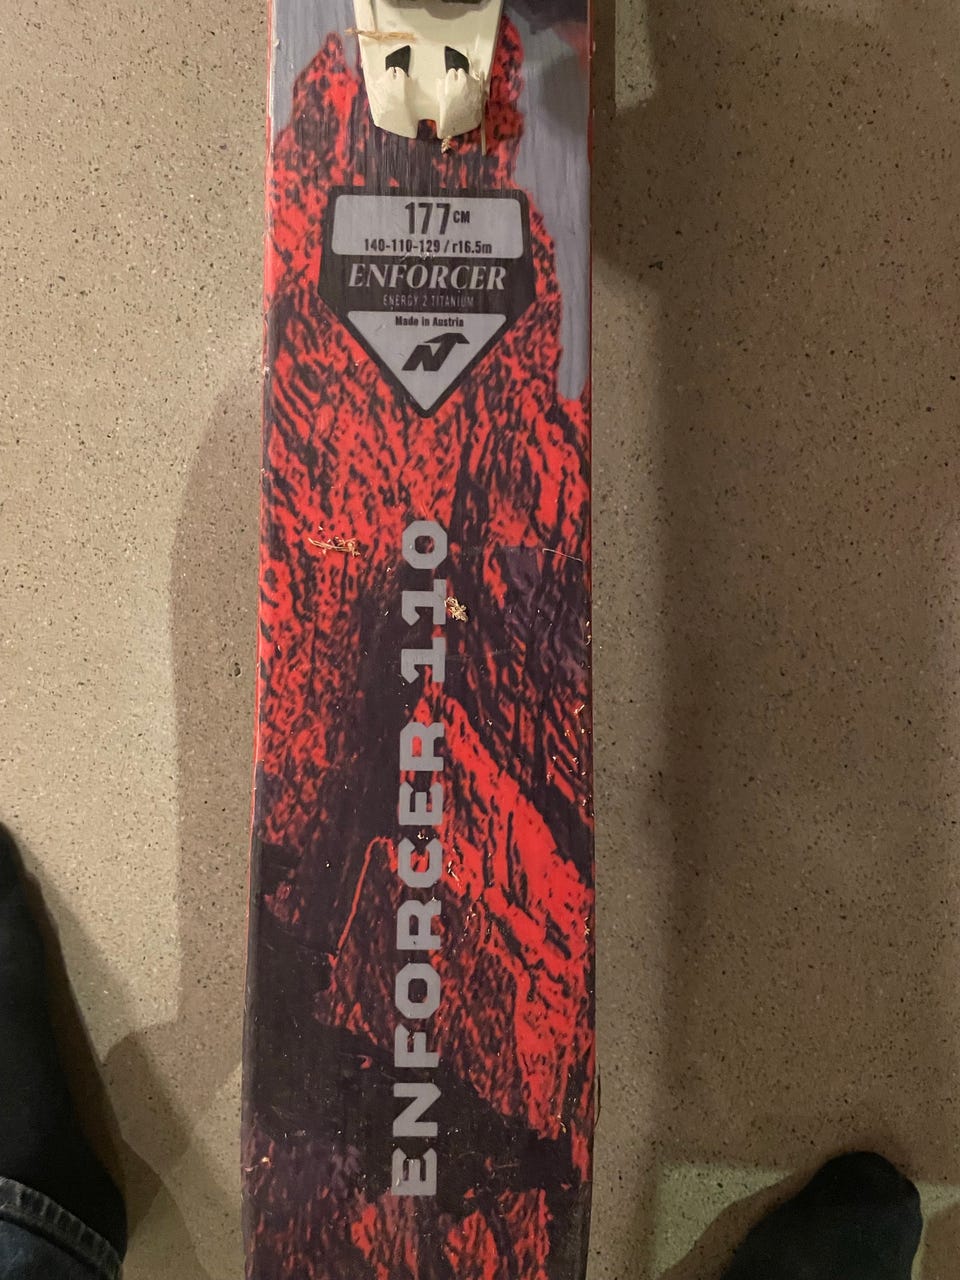 177 CM
140-110-129 / r16.5m
ENFORCER
ENERGY 2 TITANIUM
Made in Austria
ENFORCER 110